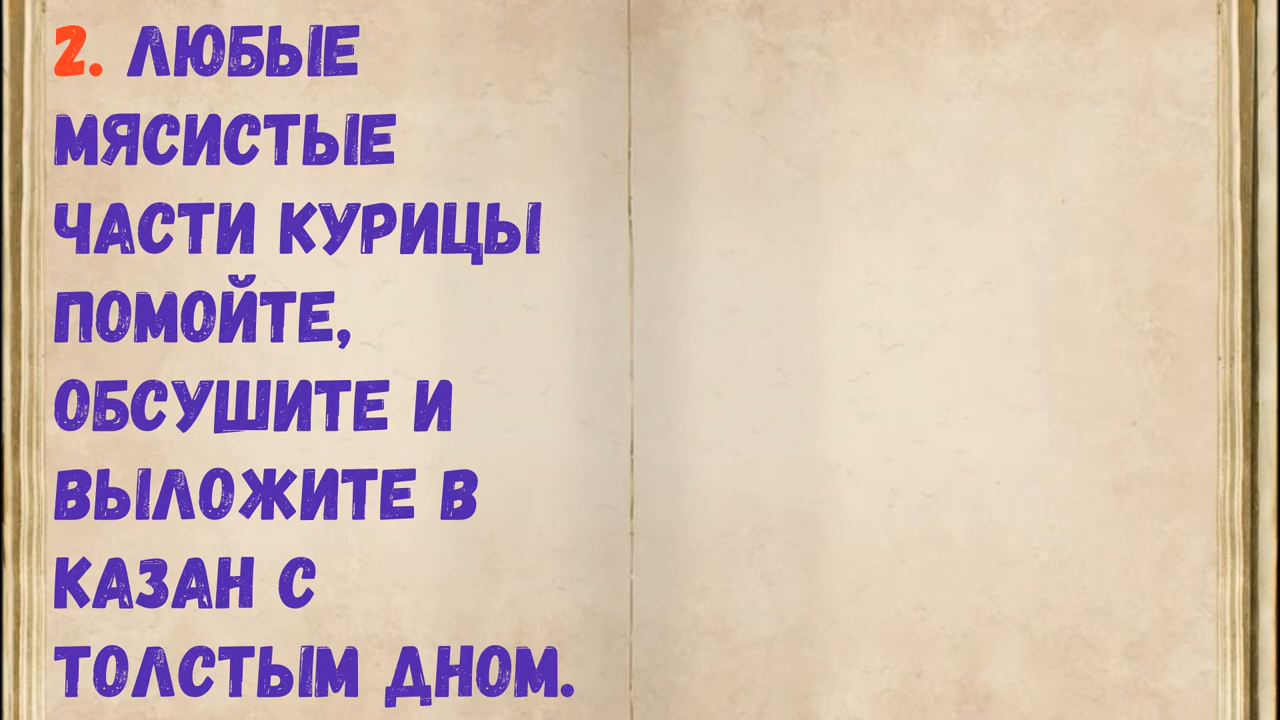 2. ЛЮБЫЕ
МЯСИСТЫЕ
ЧАСТИ КУРИЦЫ
ПОМОЙТЕ,
ОБСУШИТЕ И
ВЫЛОЖИТЕ В
КАЗАН С
ТОЛСТЫМ ДНОМ.